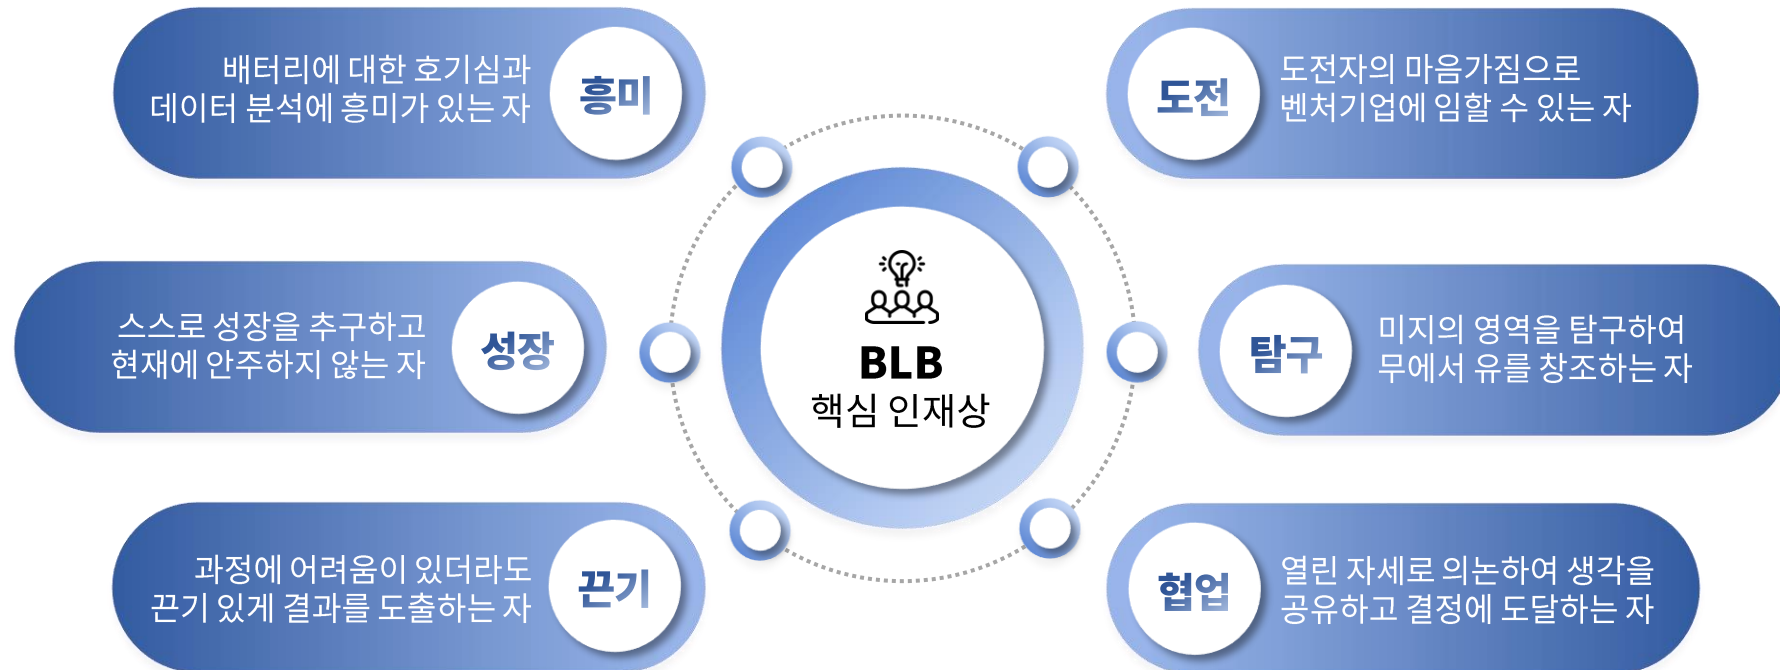 배터리에 대한 호기심과
데이터 분석에 흥미가 있는 자
흥미
도전
도전자의 마음가짐으로
벤처기업에 임할 수 있는 자
스스로 성장을 추구하고
현재에 안주하지 않는 자
성장
BLB
핵심 인재상
탐구
미지의 영역을 탐구하여
무에서 유를 창조하는 자
과정에 어려움이 있더라도
끈기 있게 결과를 도출하는 자
끈기
협업
열린 자세로 의논하여 생각을
공유하고 결정에 도달하는 자